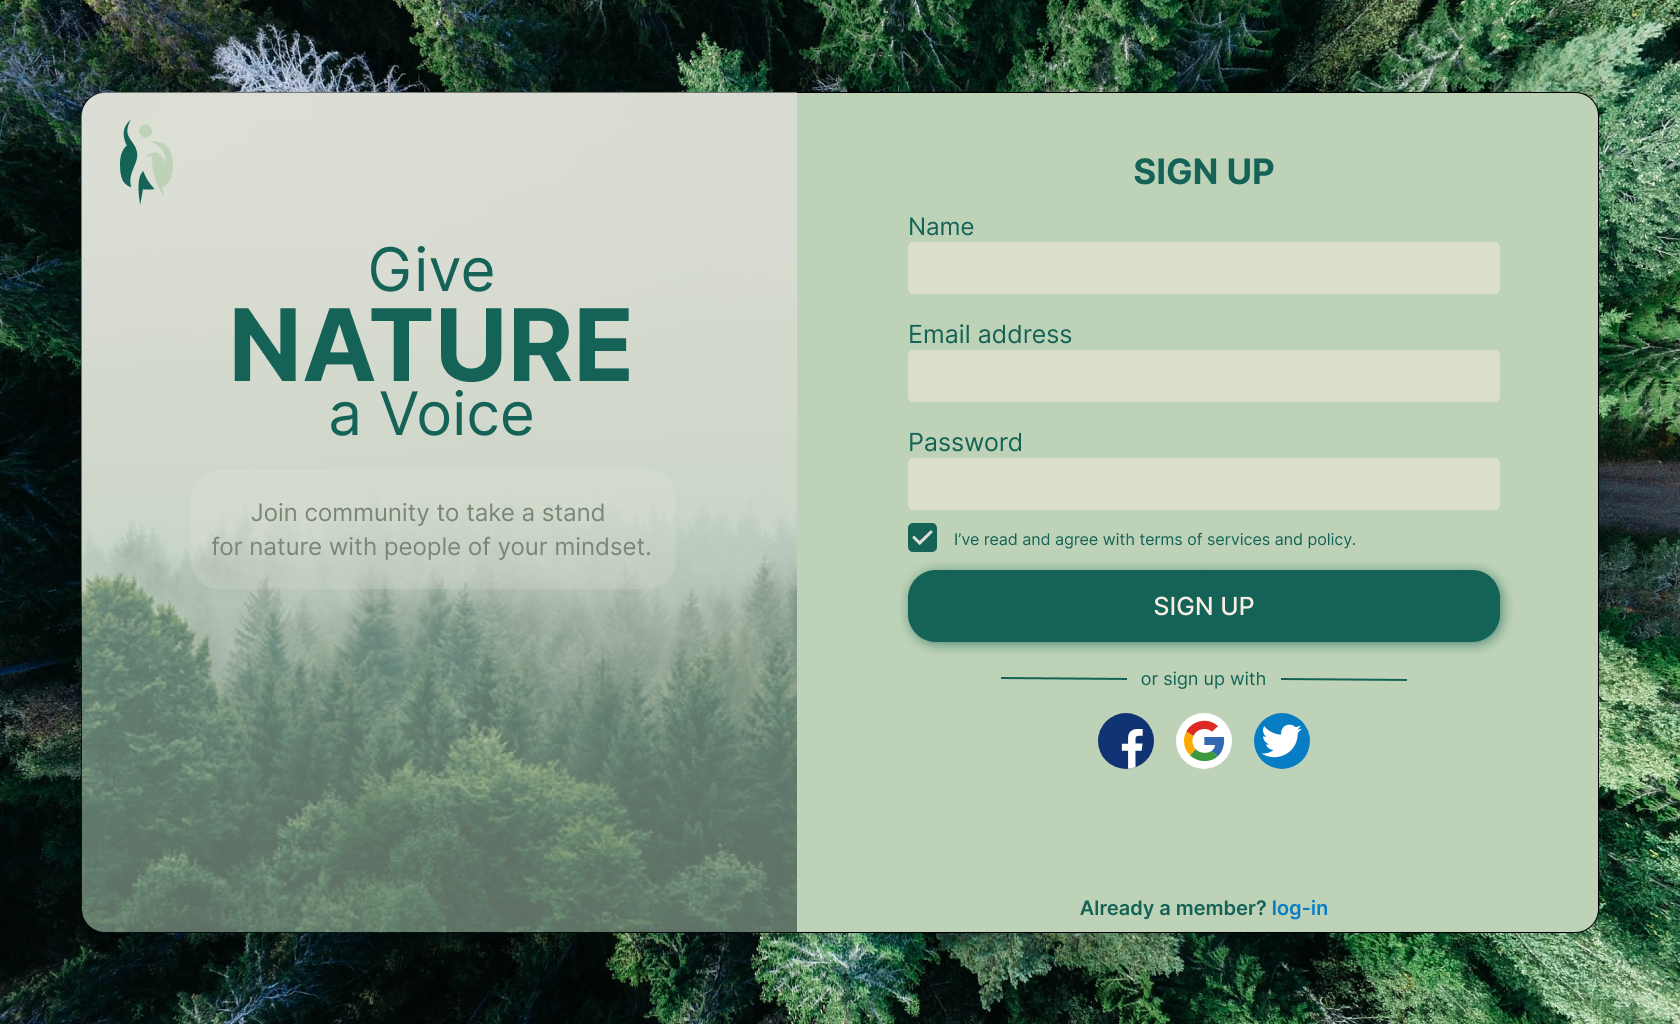 Give
NATURE
a Voice
Join community to take a stand
for nature with people of your mindset.
SIGN UP
Name
Email address
Password
I've read and agree with terms of services and policy.
SIGN UP
or sign up with
Already a member? log-in